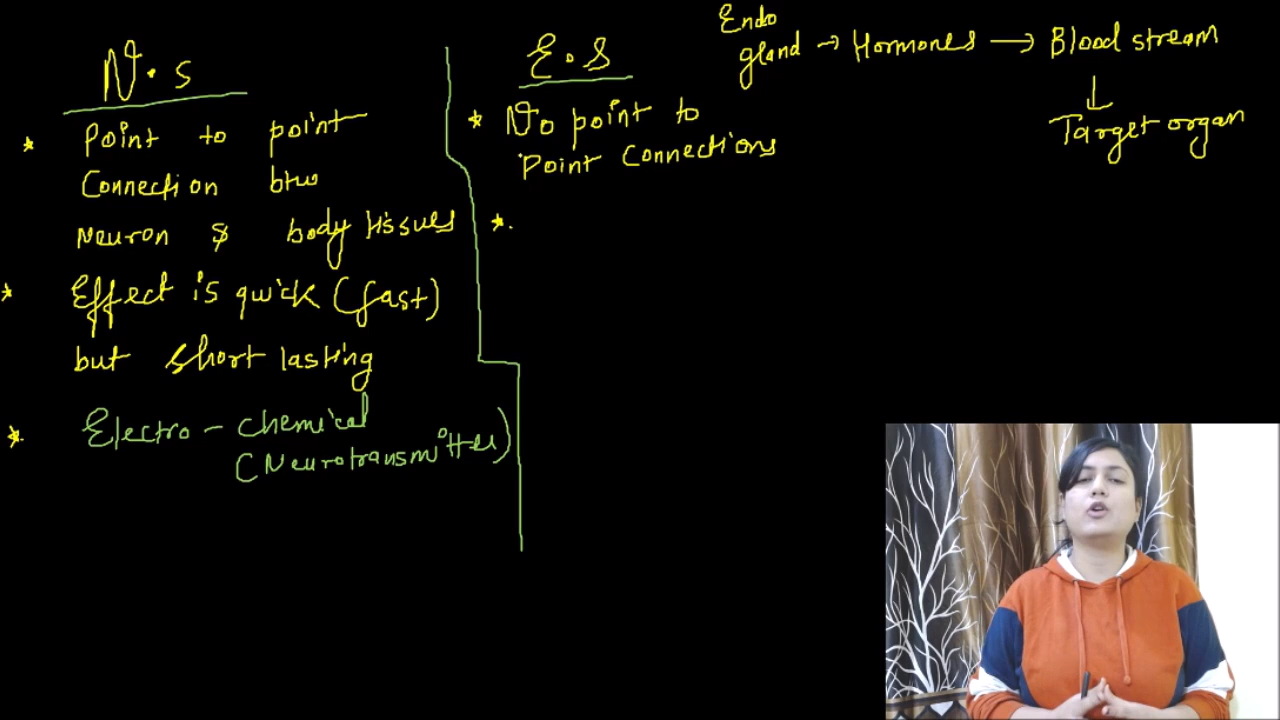 N.S
* Point to point
Connection btw
Neuron & body tissues
* Effect is quick (fast)
but short lasting
* Electro - chemical
(Neurotransmitter)
E.S
* No point to
Point Connections
*.
Endo
gland → Hormones → Blood stream
↓
Target organ